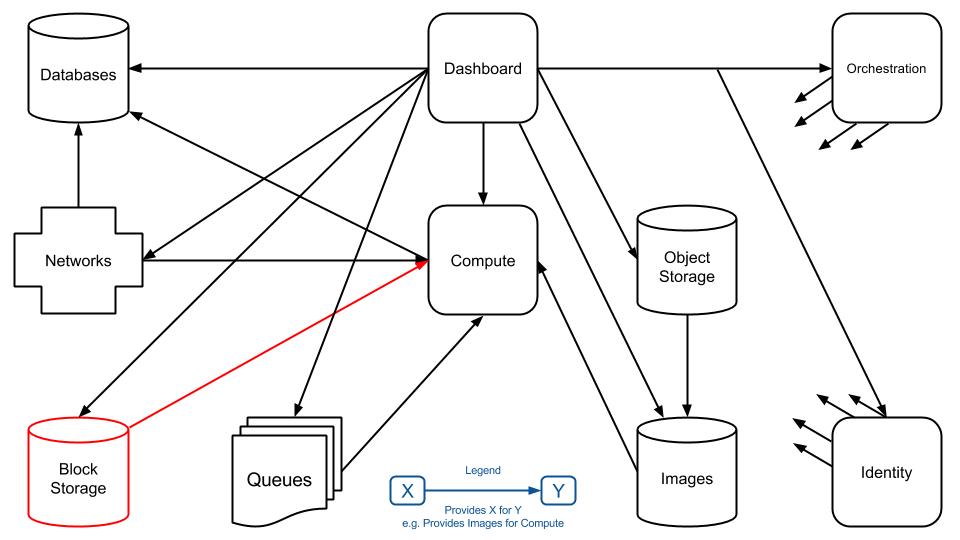 Databases
Dashboard
Orchestration
Networks
Compute
Object
Storage
Block
Storage
Queues
Legend
X
Y
Provides X for Y
e.g. Provides Images for Compute
Images
Identity